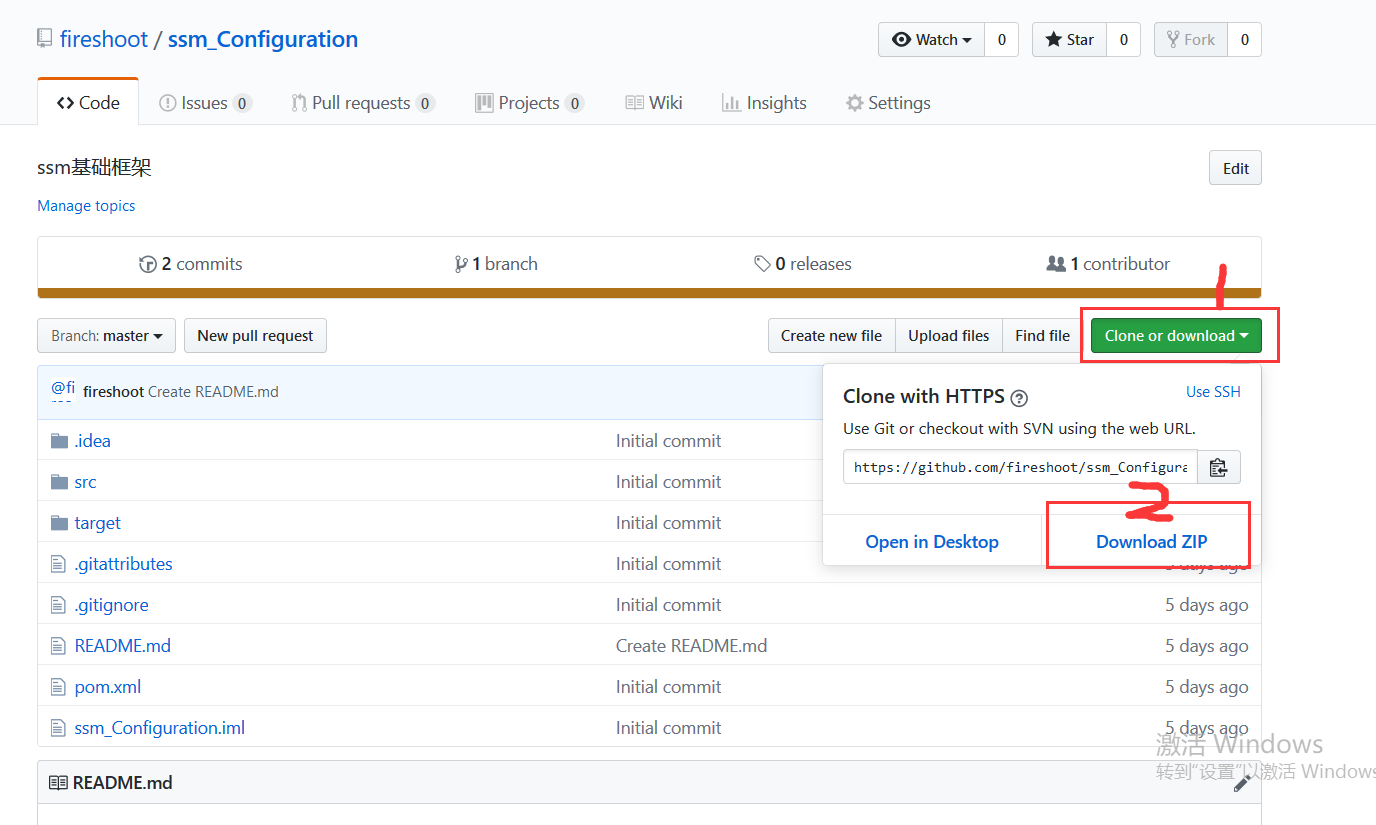 fireshoot / ssm_Configuration
Watch 0 Star 0 Fork 0
Code Issues 0 Pull requests 0 Projects 0 Wiki Insights Settings
ssm基础框架
Edit
Manage topics
2 commits 1 branch 0 releases 1 contributor
1
Branch: master New pull request Create new file Upload files Find file Clone or download
@fi
fireshoot Create README.md
Clone with HTTPS ? Use SSH
Use Git or checkout with SVN using the web URL.
https://github.com/fireshoot/ssm_Configura
2
Open in Desktop Download ZIP
.idea Initial commit
src Initial commit
target Initial commit
.gitattributes Initial commit 5 days ago
.gitignore Initial commit 5 days ago
README.md Create README.md 5 days ago
pom.xml Initial commit 5 days ago
ssm_Configuration.iml Initial commit 5 days ago
激活 Windows
转到"设置"以激活 Windows
README.md